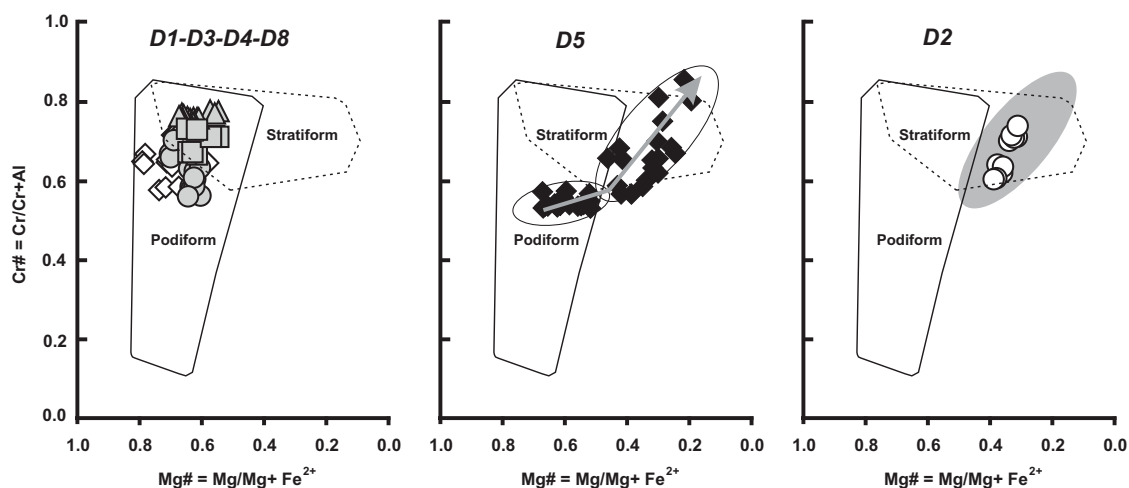 D1-D3-D4-D8
D5
D2
1.0
0.8
0.6
0.4
0.2
0.0
Cr# = Cr/Cr+Al
Stratiform
Podiform
1.0 0.8 0.6 0.4 0.2 0.0
Mg# = Mg/Mg+ Fe2+
Stratiform
Podiform
1.0 0.8 0.6 0.4 0.2 0.0
Mg# = Mg/Mg+ Fe2+
Stratiform
Podiform
1.0 0.8 0.6 0.4 0.2 0.0
Mg# = Mg/Mg+ Fe2+